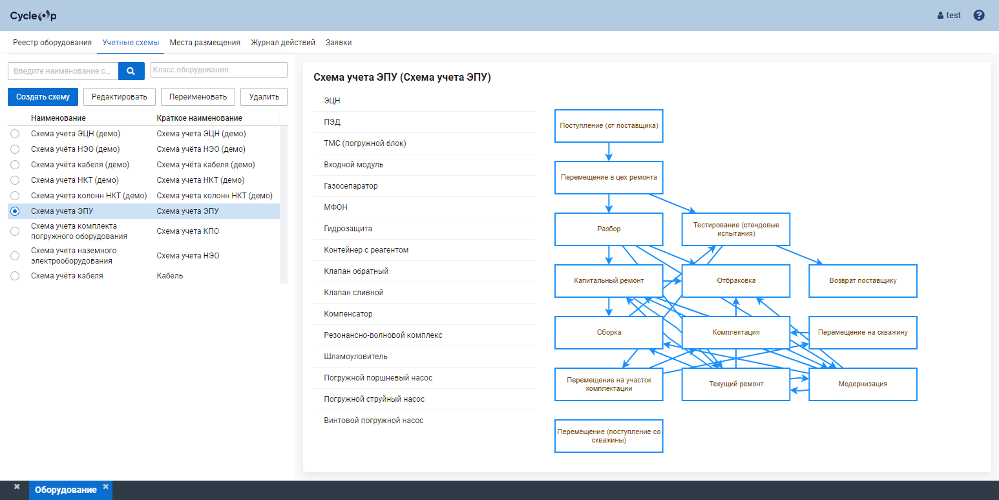 CycleOp
test
?
Реестр оборудования
Учетные схемы
Места размещения
Журнал действий
Заявки
Введите наименование с...
Класс оборудования
Создать схему
Редактировать
Переименовать
Удалить
Наименование
Краткое наименование
Схема учета ЭЦН (демо)
Схема учета ЭЦН (демо)
Схема учёта НЭО (демо)
Схема учёта НЭО (демо)
Схема учёта кабеля (демо)
Схема учёта кабеля (демо)
Схема учета НКТ (демо)
Схема учета НКТ (демо)
Схема учета колонн НКТ (демо)
Схема учета колонн НКТ (демо)
Схема учета ЭПУ
Схема учета ЭПУ
Схема учета комплекта
погружного оборудования
Схема учета КПО
Схема учета наземного
электрооборудования
Схема учета НЭО
Схема учёта кабеля
Кабель
Схема учета ЭПУ (Схема учета ЭПУ)
ЭЦН
ПЭД
ТМС (погружной блок)
Входной модуль
Газосепаратор
МФОН
Гидрозащита
Контейнер с реагентом
Клапан обратный
Клапан сливной
Компенсатор
Резонансно-волновой комплекс
Шламоуловитель
Погружной поршневый насос
Погружной струйный насос
Винтовой погружной насос
Поступление (от поставщика)
Перемещение в цех ремонта
Разбор
Тестирование (стендовые
испытания)
Капитальный ремонт
Отбраковка
Возврат поставщику
Сборка
Комплектация
Перемещение на скважину
Перемещение на участок
комплектации
Текущий ремонт
Модернизация
Перемещение (поступление со
скважины)
Оборудование